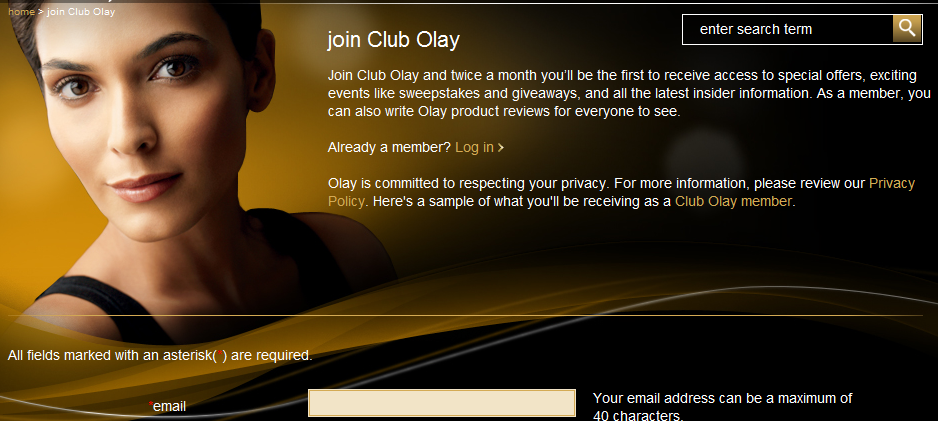 home > join Club Olay
join Club Olay
enter search term
Join Club Olay and twice a month you'll be the first to receive access to special offers, exciting
events like sweepstakes and giveaways, and all the latest insider information. As a member, you
can also write Olay product reviews for everyone to see.
Already a member? Log in >
Olay is committed to respecting your privacy. For more information, please review our Privacy
Policy. Here's a sample of what you'll be receiving as a Club Olay member.
All fields marked with an asterisk( ) are required.
*email
Your email address can be a maximum of
40 characters.